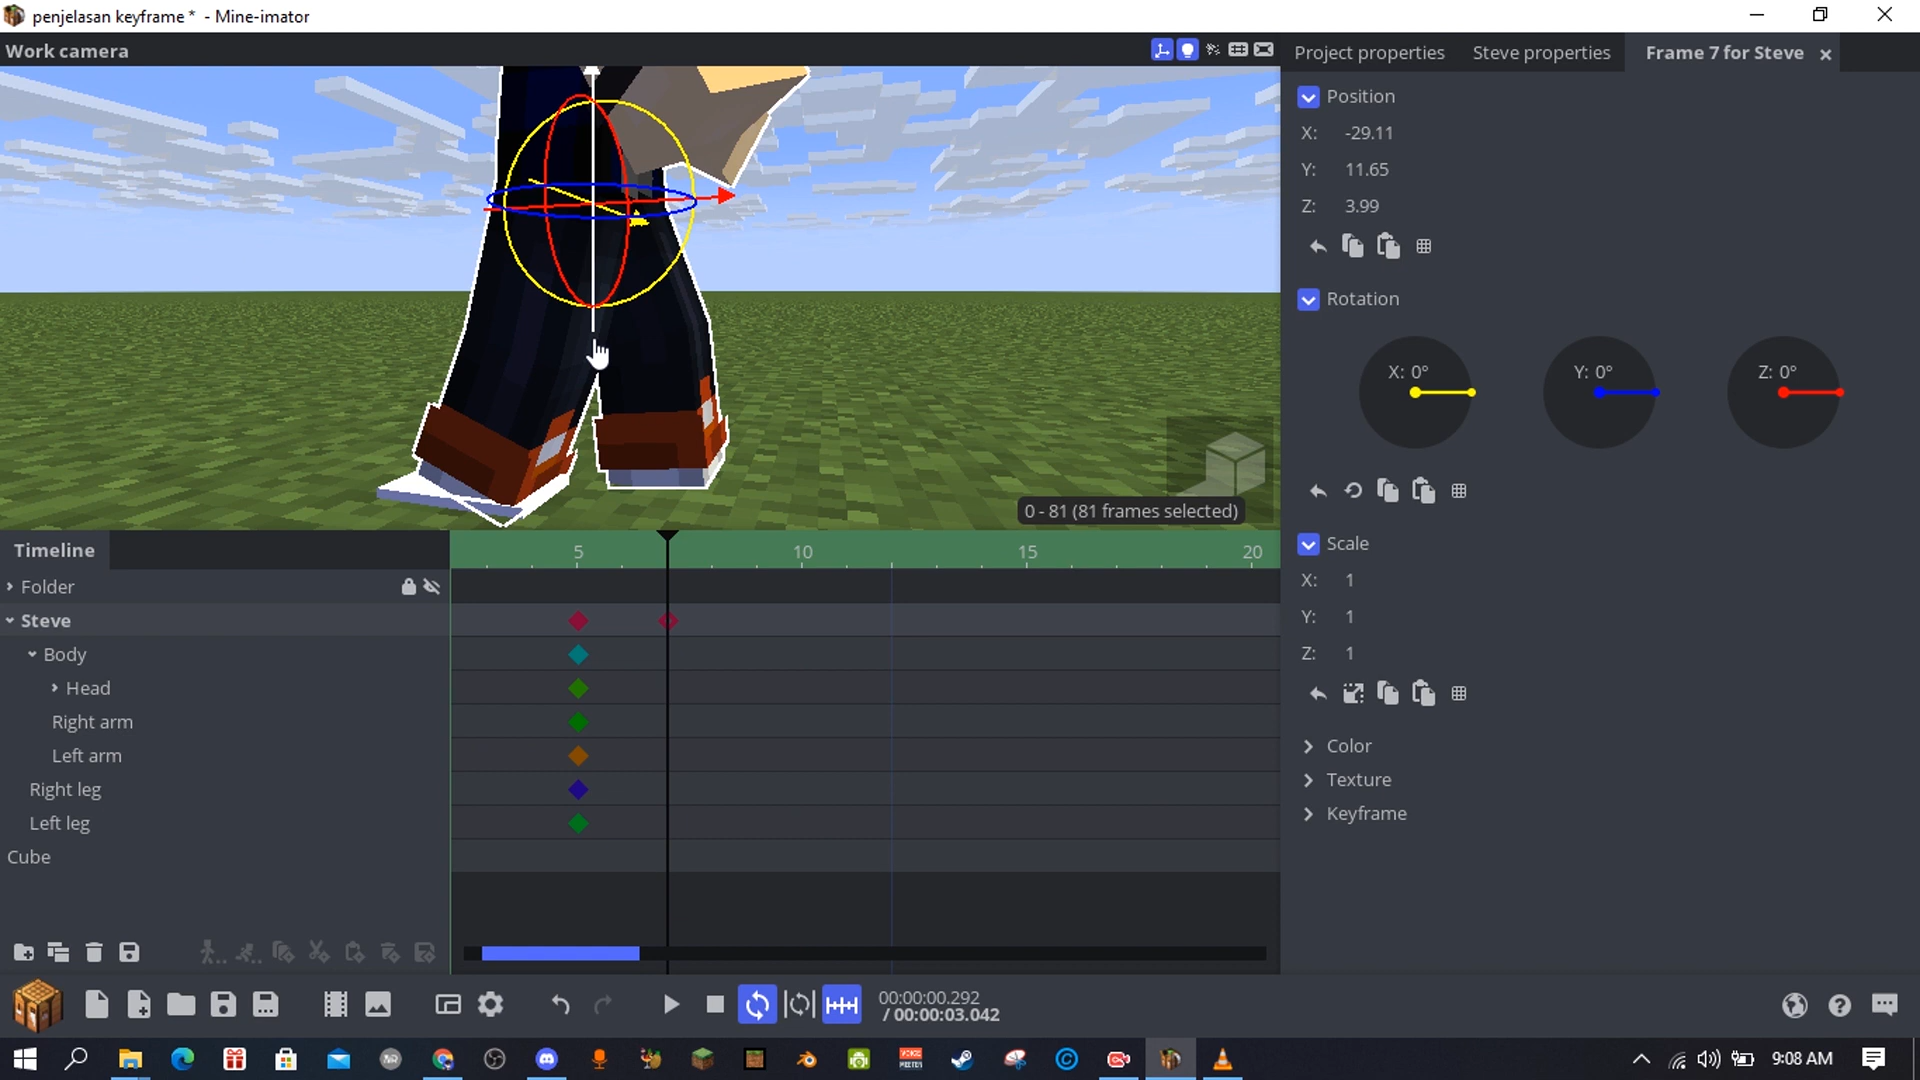 penjelasan keyframe * - Mine-imator
Work camera
Project properties
Steve properties
Frame 7 for Steve
Position
X: -29.11
Y: 11.65
Z: 3.99
Rotation
X: 0° Y: 0° Z: 0°
Scale
X: 1
Y: 1
Z: 1
Color
Texture
Keyframe
0 - 81 (81 frames selected)
Timeline
5 10 15 20
Folder
Steve
Body
Head
Right arm
Left arm
Right leg
Left leg
Cube
00:00:00.292
/ 00:00:03.042
9:08 AM